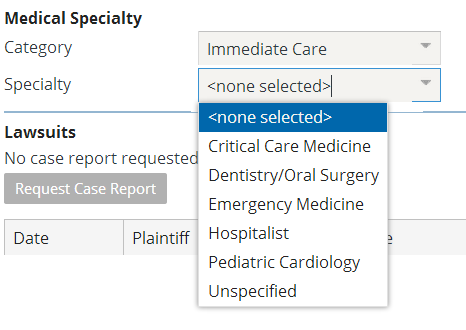 Medical Specialty
Category Immediate Care
Specialty <none selected>
<none selected>
Lawsuits
Critical Care Medicine
No case report requested
Dentistry/Oral Surgery
Request Case Report
Emergency Medicine
Date Plaintiff Hospitalist
Pediatric Cardiology
Unspecified